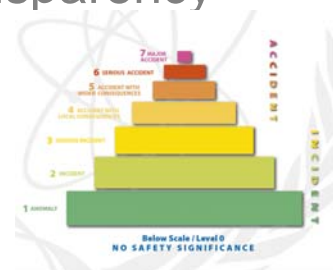 nsparency
7 MAJOR
ACCIDENT
6 SERIOUS ACCIDENT
5 ACCIDENT WITH
WIDER CONSEQUENCES
4 ACCIDENT WITH
LOCAL CONSEQUENCES
3 SERIOUS INCIDENT
2 INCIDENT
1 ANOMALY
ACCIDENT
INCIDENT
Below Scale / Level 0
NO SAFETY SIGNIFICANCE